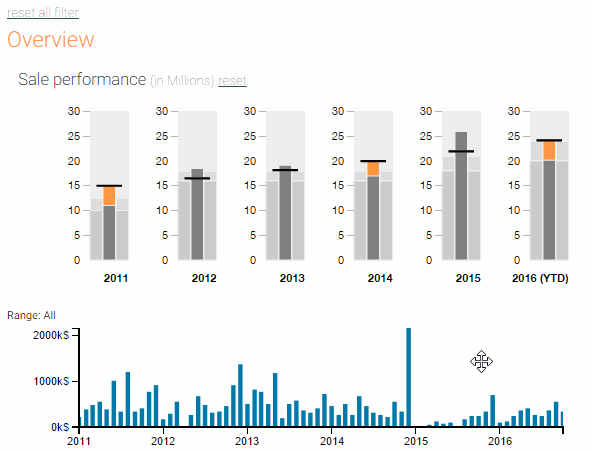 reset all filter
Overview
Sale performance (in Millions) reset
30 30 30 30 30 30
25 25 25 25 25 25
20 20 20 20 20 20
15 15 15 15 15 15
10 10 10 10 10 10
5 5 5 5 5 5
0 0 0 0 0 0
2011 2012 2013 2014 2015 2016 (YTD)
Range: All
2000k$
1000k$
0k$
2011 2012 2013 2014 2015 2016